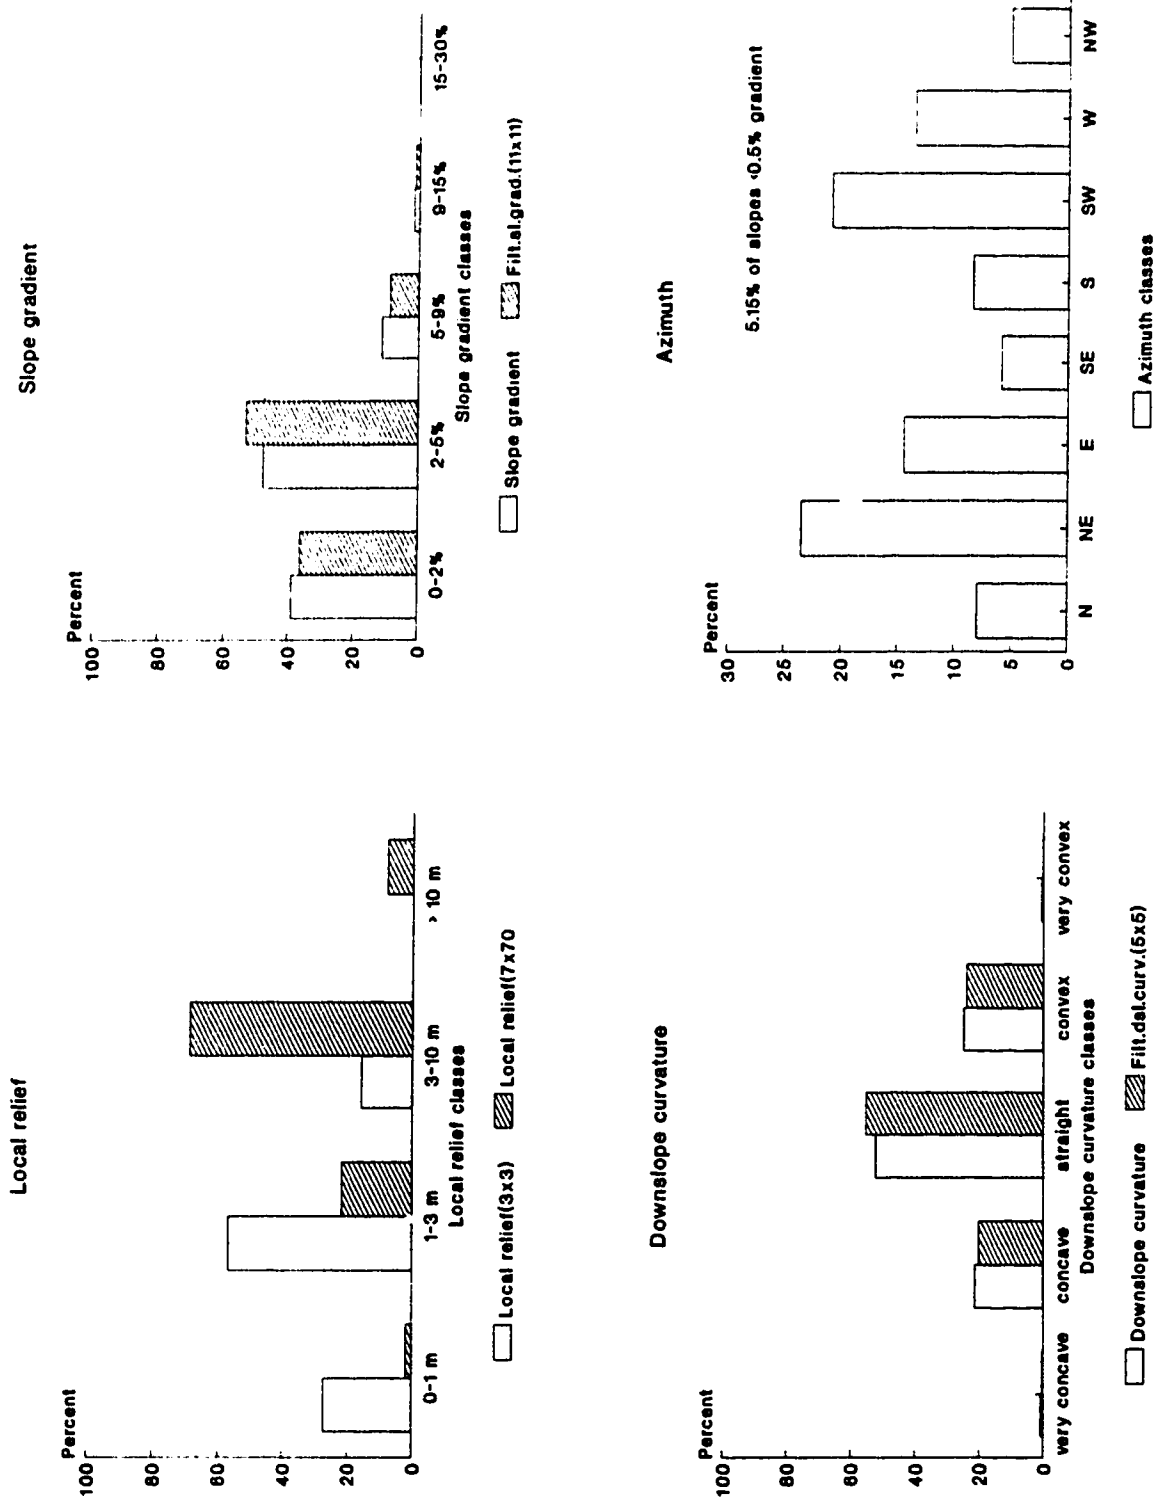 Local relief
Percent
100
80
60
40
20
0
0-1 m
1-3 m
3-10 m
> 10 m
Local relief classes
Local relief(3x3)
Local relief(7x70
Slope gradient
Percent
100
80
60
40
20
0
0-2%
2-5%
5-9%
9-15%
15-30%
Slope gradient classes
Slope gradient
Filt.sl.grad.(11x11)
Downslope curvature
Percent
100
80
60
40
20
0
very concave
concave
straight
convex
very convex
Downslope curvature classes
Downslope curvature
Filt.dsl.curv.(5x5)
Azimuth
Percent
30
25
20
15
10
5
0
5.15% of slopes <0.5% gradient
N
NE
E
SE
S
SW
W
NW
Azimuth classes